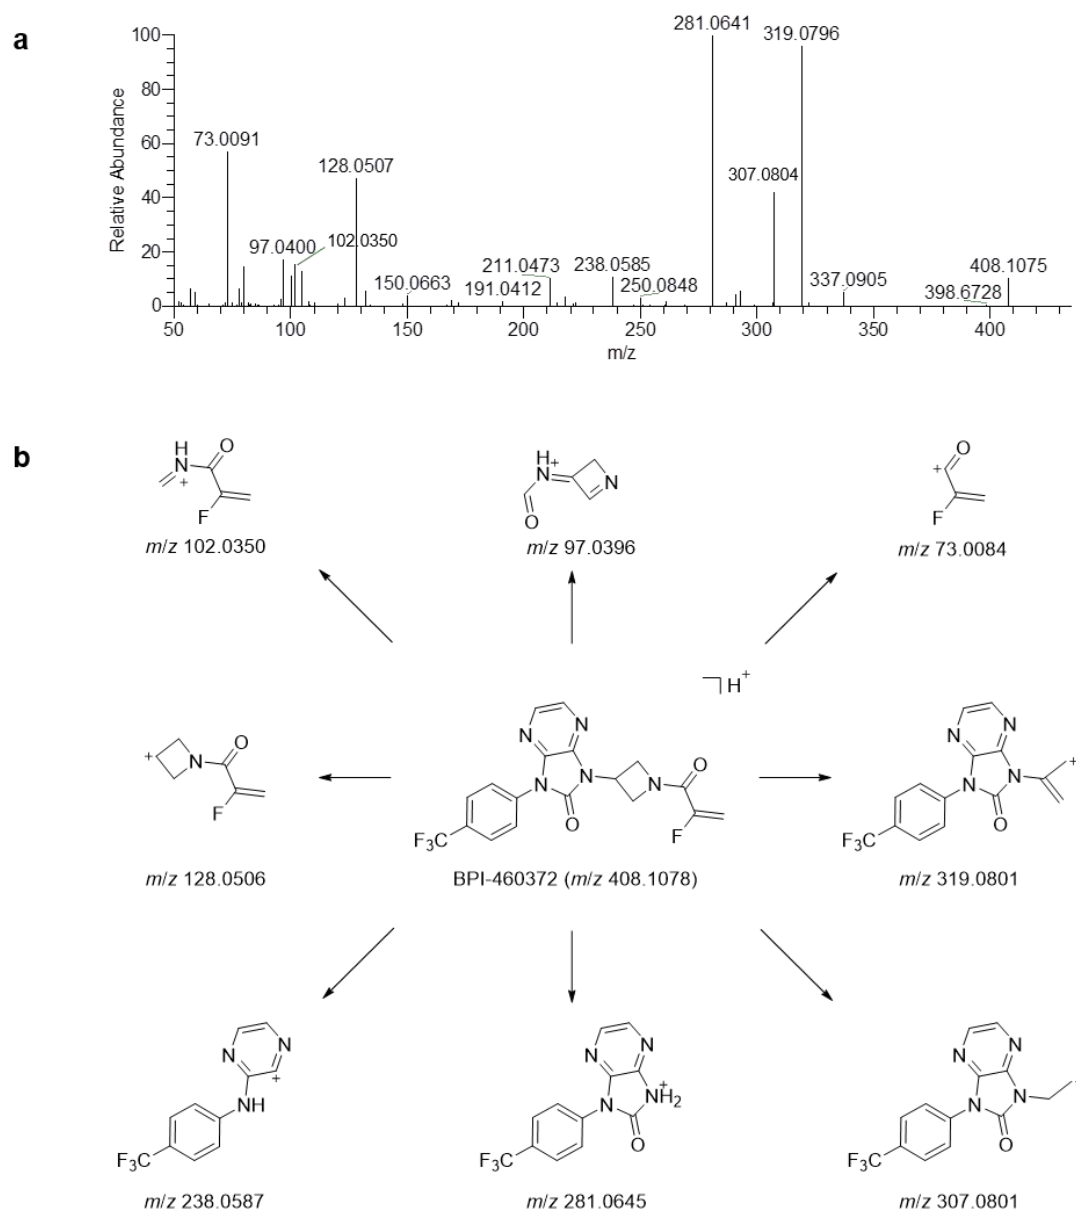 a
Relative Abundance
100
80
60
40
20
0
73.0091
97.0400
102.0350
128.0507
150.0663
191.0412
211.0473
238.0585
250.0848
281.0641
307.0804
319.0796
337.0905
398.6728
408.1075
50 100 150 200 250 300 350 400
m/z
b
H
N
+
O
F
m/z 102.0350
H
N
+
N
O
m/z 97.0396
+
O
F
m/z 73.0084
H+
+
N
O
F
m/z 128.0506
N
N
N
N
N
O
O
F
F3C
BPI-460372 (m/z 408.1078)
N
N
N
N
+
O
F3C
m/z 319.0801
N
N
+
NH
F3C
m/z 238.0587
N
N
N
+
NH2
O
F3C
m/z 281.0645
N
N
N
N
O
F3C
m/z 307.0801